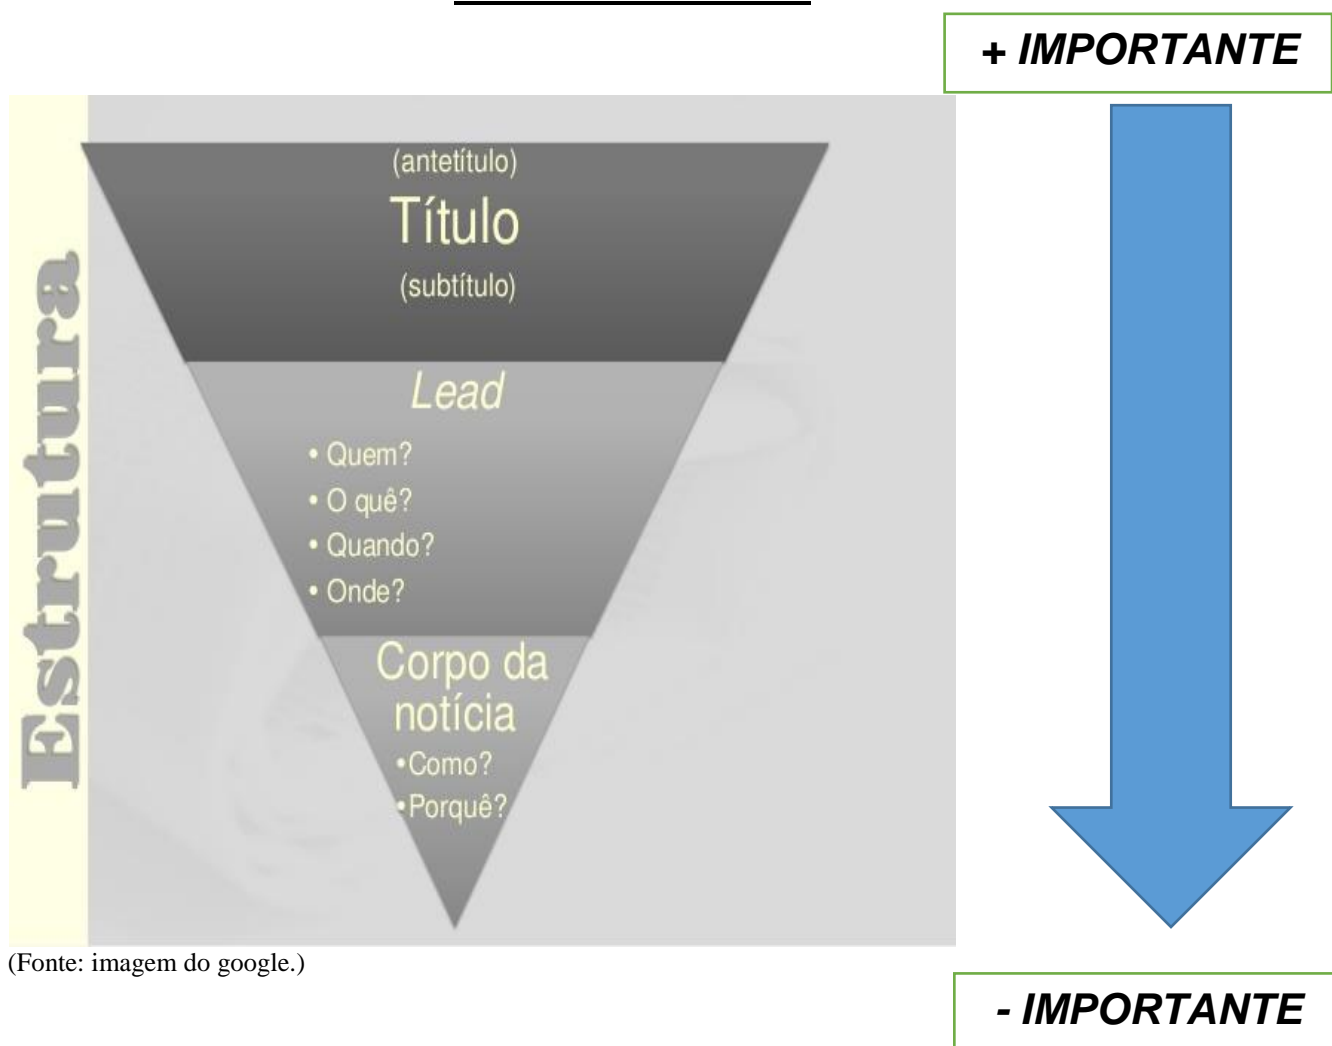 + IMPORTANTE
Estrutura
(antetítulo)
Título
(subtítulo)
Lead
• Quem?
• O quê?
• Quando?
• Onde?
Corpo da
notícia
•Como?
•Porquê?
(Fonte: imagem do google.)
- IMPORTANTE